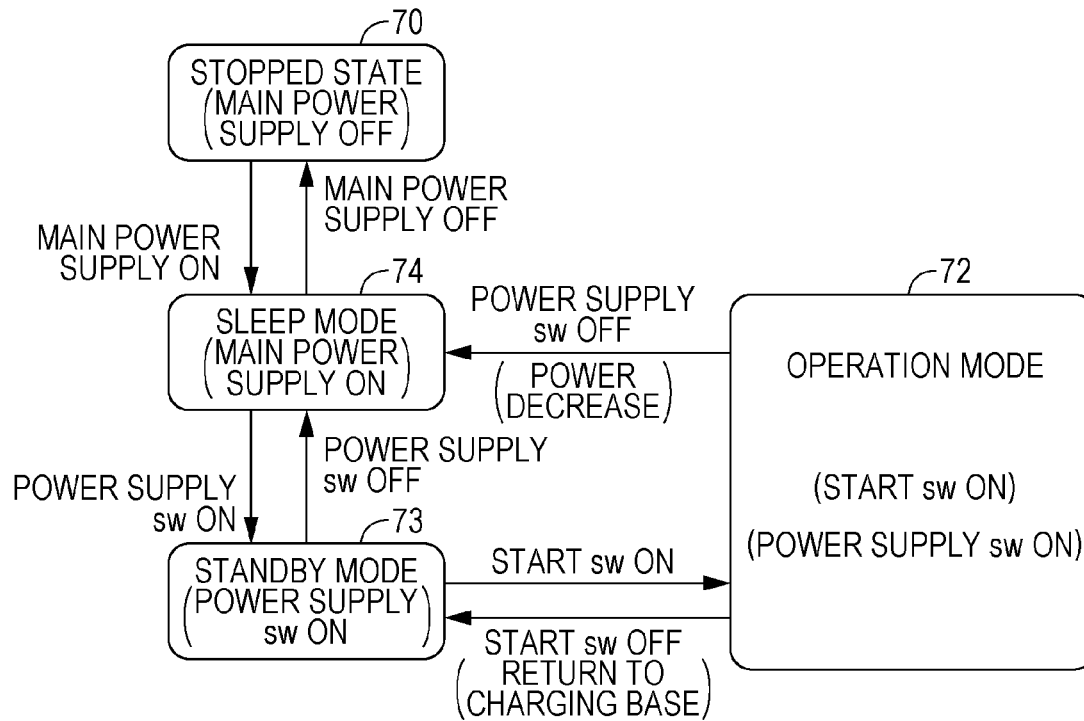 70
STOPPED STATE
(MAIN POWER
SUPPLY OFF)
MAIN POWER
SUPPLY OFF
MAIN POWER
SUPPLY ON
74
SLEEP MODE
(MAIN POWER
SUPPLY ON)
POWER SUPPLY
sw OFF
(POWER
DECREASE)
72
OPERATION MODE
(START sw ON)
(POWER SUPPLY sw ON)
POWER SUPPLY
sw OFF
POWER SUPPLY
sw ON
73
STANDBY MODE
(POWER SUPPLY
sw ON)
START sw ON
START sw OFF
(RETURN TO
CHARGING BASE)